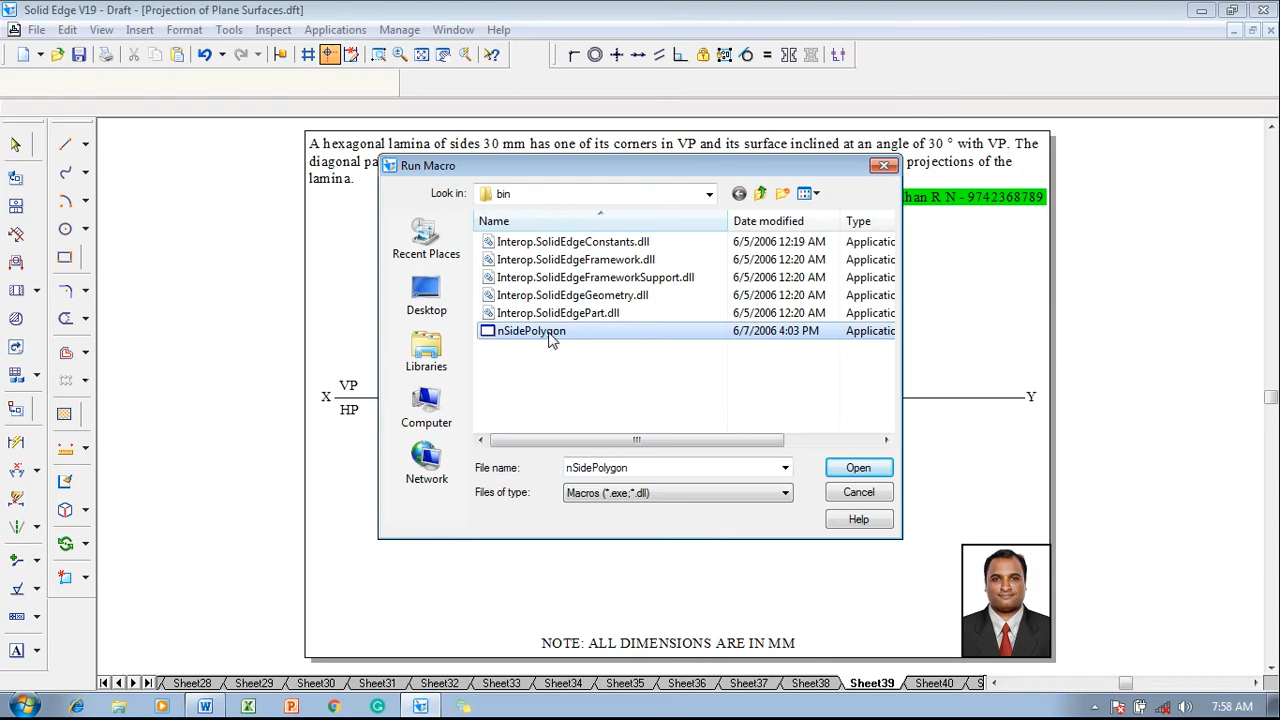 Solid Edge V19 - Draft - [Projection of Plane Surfaces.dft]
File Edit View Insert Format Tools Inspect Applications Manage Window Help
A hexagonal lamina of sides 30 mm has one of its corners in VP and its surface inclined at an angle of 30 ° with VP. The
diagonal pa
projections of the
lamina.
han R N - 9742368789
Run Macro
Look in: bin
Name Date modified Type
Interop.SolidEdgeConstants.dll 6/5/2006 12:19 AM Applicatio
Interop.SolidEdgeFramework.dll 6/5/2006 12:20 AM Applicatio
Interop.SolidEdgeFrameworkSupport.dll 6/5/2006 12:20 AM Applicatio
Interop.SolidEdgeGeometry.dll 6/5/2006 12:20 AM Applicatio
Interop.SolidEdgePart.dll 6/5/2006 12:20 AM Applicatio
nSidePolygon 6/7/2006 4:03 PM Applicatic
Recent Places
Desktop
Libraries
Computer
Network
File name: nSidePolygon Open
Files of type: Macros (*.exe;*.dll) Cancel
Help
VP
X Y
HP
NOTE: ALL DIMENSIONS ARE IN MM
Sheet28 Sheet29 Sheet30 Sheet31 Sheet32 Sheet33 Sheet34 Sheet35 Sheet36 Sheet37 Sheet38 Sheet39 Sheet40 S
7:58 AM